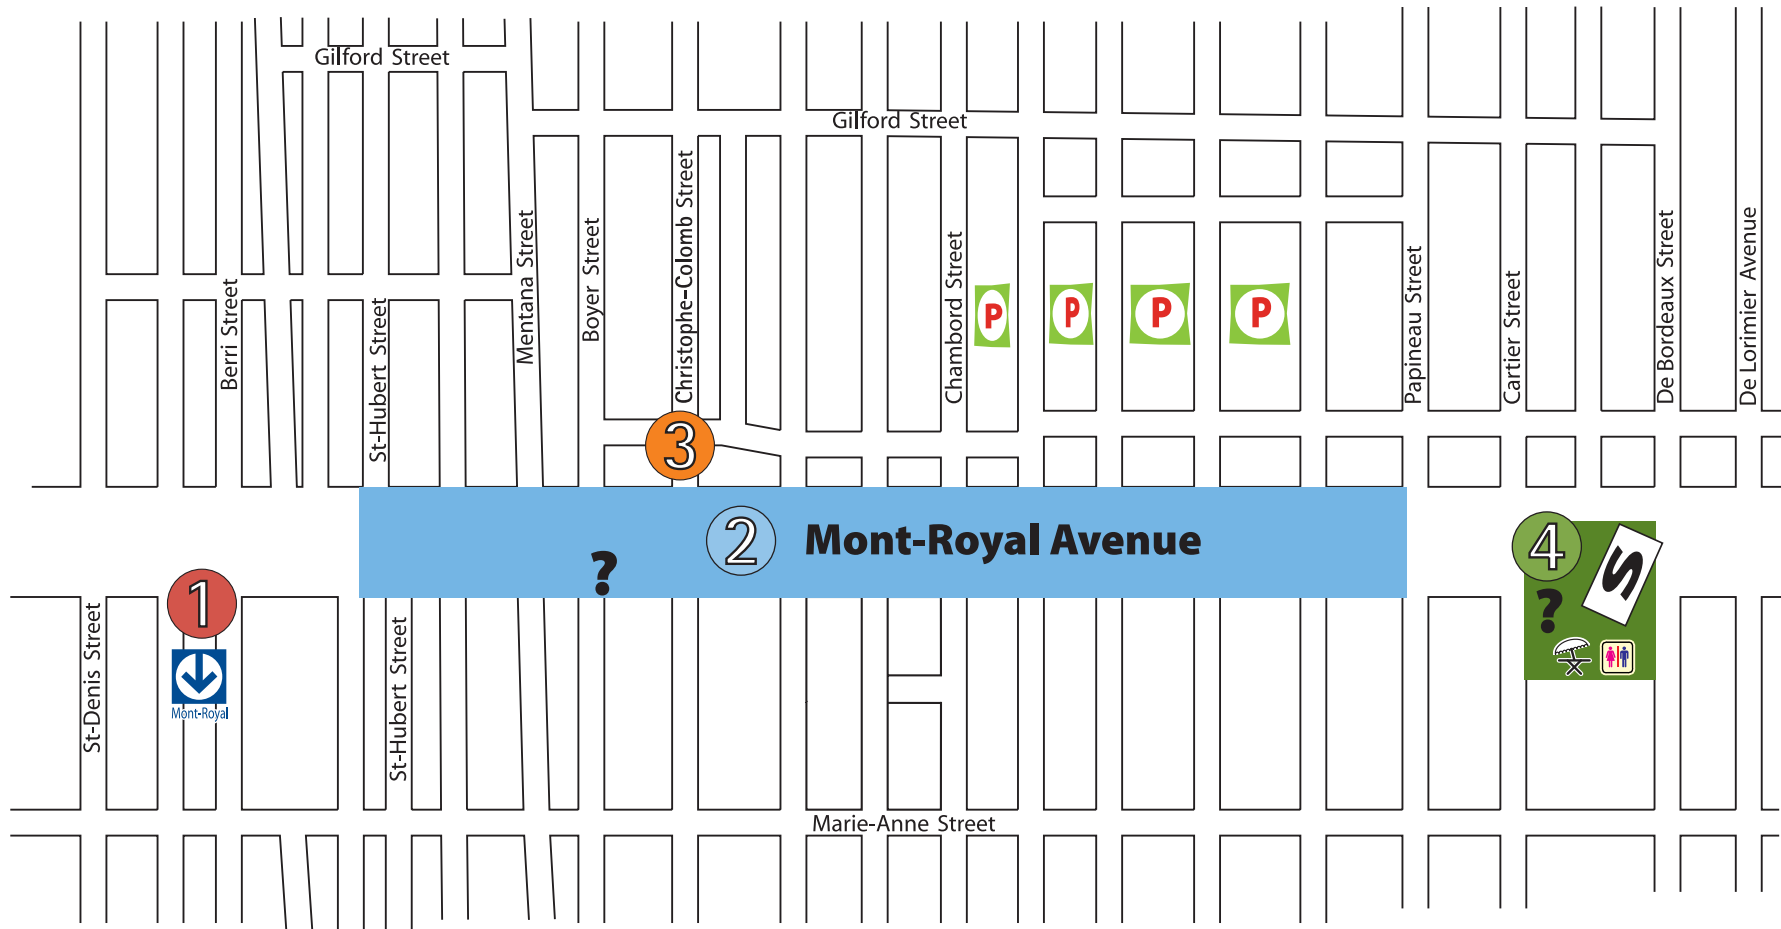 Gilford Street
Gilford Street
Berri Street
St-Hubert Street
Mentana Street
Boyer Street
Christophe-Colomb Street
Chambord Street
P
P
P
P
Papineau Street
Cartier Street
De Bordeaux Street
De Lorimier Avenue
3
2
Mont-Royal Avenue
?
1
4
S
?
St-Denis Street
Mont-Royal
St-Hubert Street
Marie-Anne Street